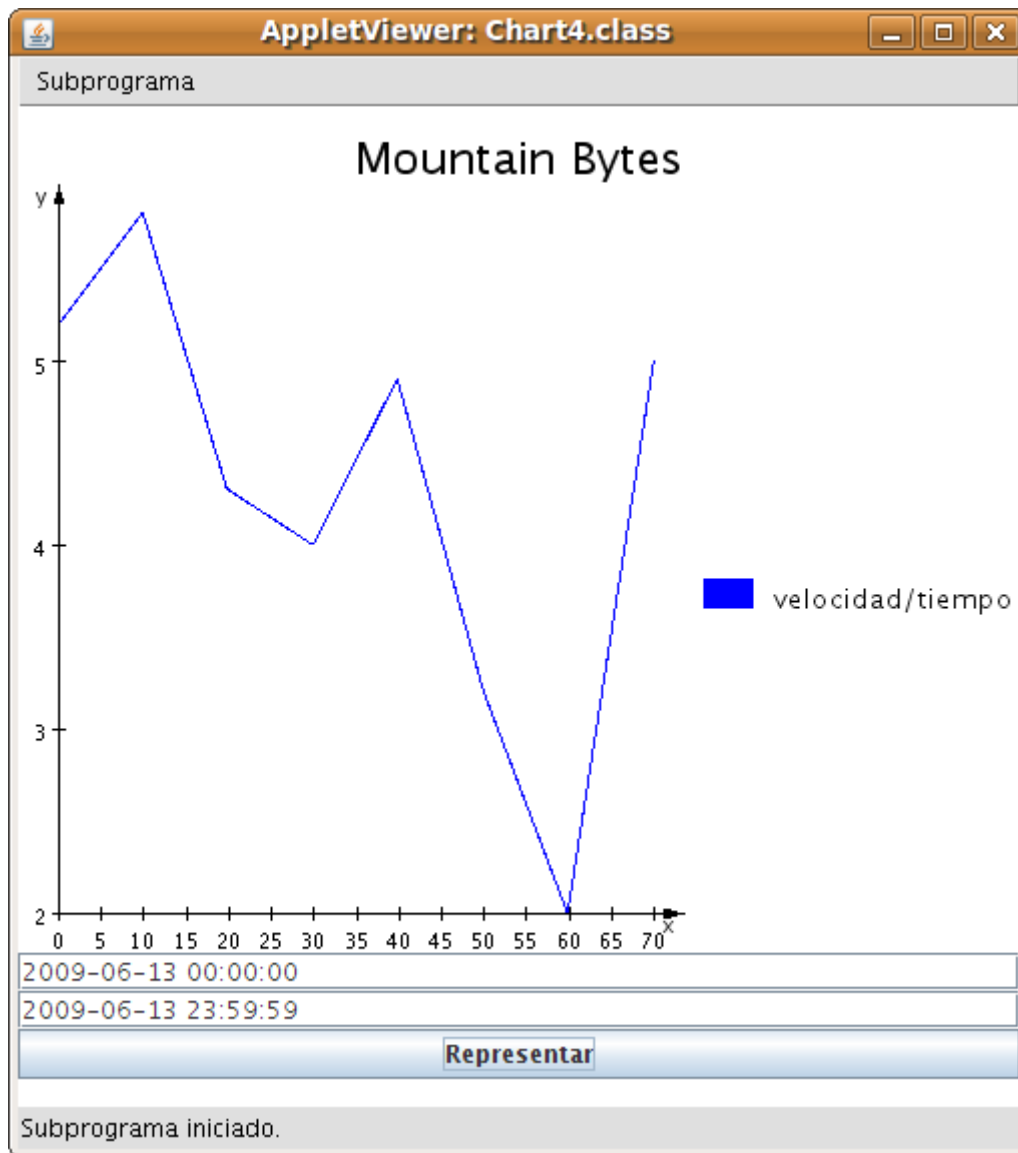 AppletViewer: Chart4.class
Subprograma
Mountain Bytes
y
5
4
velocidad/tiempo
3
2
x
0 5 10 15 20 25 30 35 40 45 50 55 60 65 70
2009-06-13 00:00:00
2009-06-13 23:59:59
Representar
Subprograma iniciado.